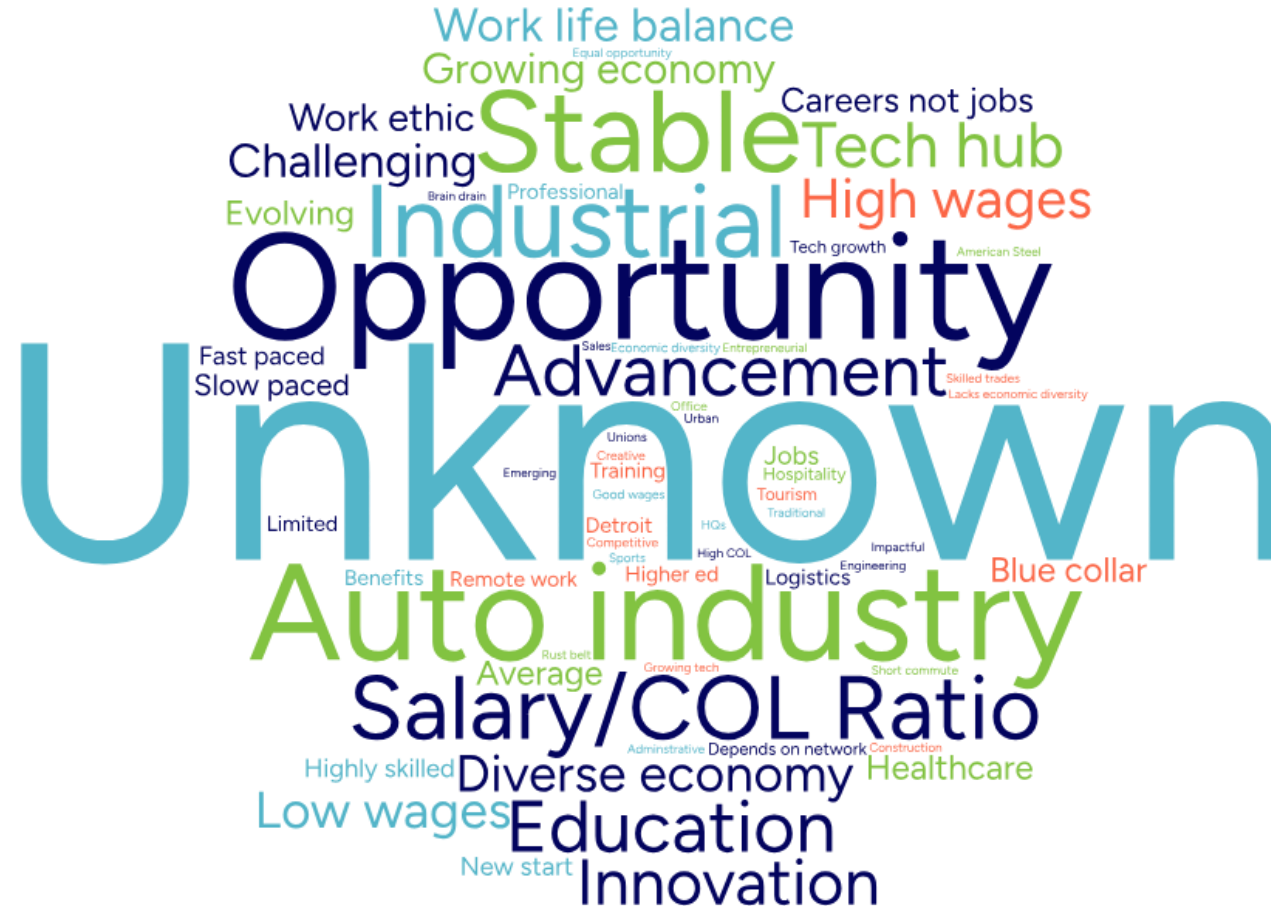 Work life balance
Equal opportunity
Growing economy
Stable
Careers not jobs
Work ethic
Tech hub
Challenging
High wages
Brain drain
Professional
Industrial
Evolving
Opportunity
Tech growth
American Steel
Unknown
Fast paced
Sales
Economic diversity
Entrepreneurial
Advancement
Slow paced
Skilled trades
Lacks economic diversity
Office
Urban
Unions
Creative
Jobs
Training
Emerging
Hospitality
Good wages
Tourism
Traditional
Limited
Detroit
HQs
Competitive
Sports
High COL
Impactful
Engineering
Benefits
Remote work
Higher ed
Logistics
Blue collar
Auto industry
Rust belt
Average
Growing tech
Short commute
Salary/COL Ratio
Adminstrative
Depends on network
Construction
Highly skilled
Diverse economy
Healthcare
Low wages
Education
New start
Innovation